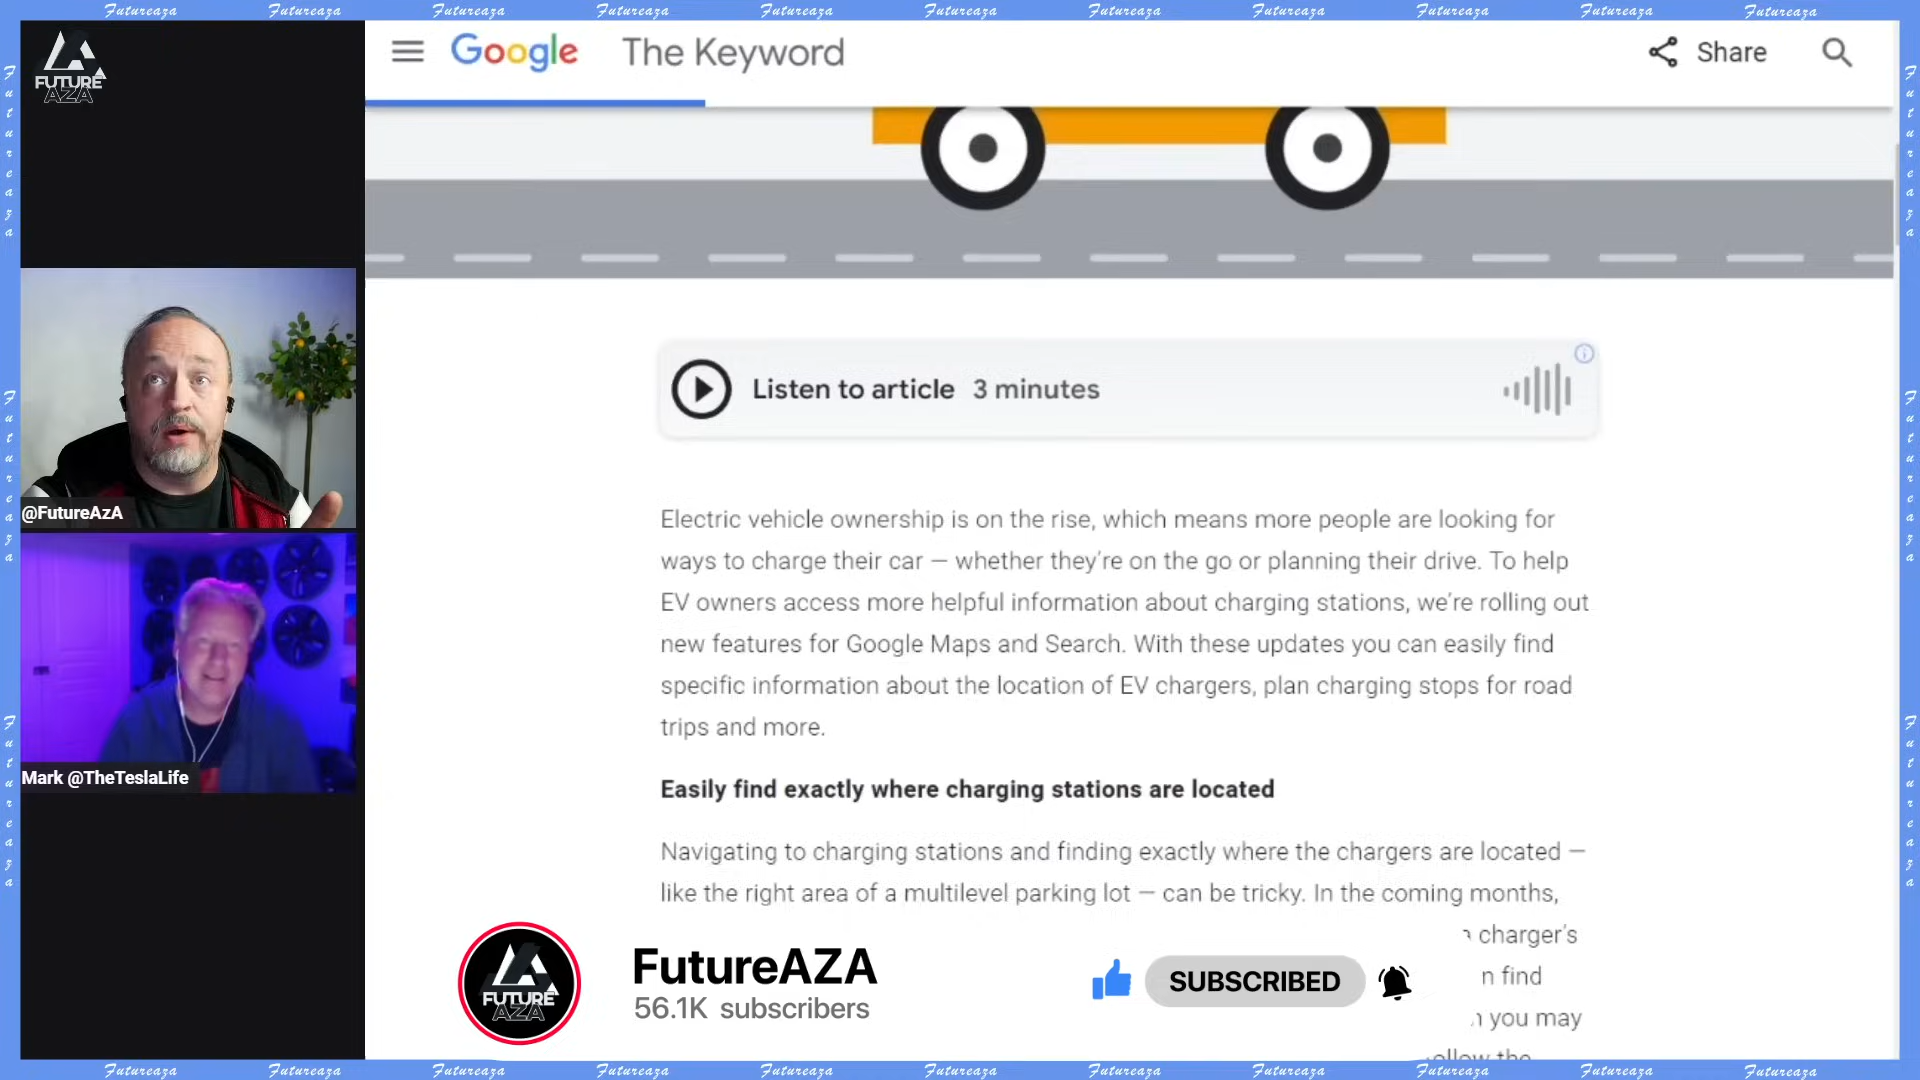 Futureaza Futureaza Futureaza Futureaza Futureaza Futureaza Futureaza Futureaza Futureaza Futureaza Futureaza
FUTURE
AZA
Google The Keyword
Share
Listen to article 3 minutes
Electric vehicle ownership is on the rise, which means more people are looking for
ways to charge their car — whether they're on the go or planning their drive. To help
EV owners access more helpful information about charging stations, we're rolling out
new features for Google Maps and Search. With these updates you can easily find
specific information about the location of EV chargers, plan charging stops for road
trips and more.
Easily find exactly where charging stations are located
Navigating to charging stations and finding exactly where the chargers are located —
like the right area of a multilevel parking lot — can be tricky. In the coming months,
charger's
find
you may
@FutureAzA
Mark @TheTeslaLife
FUTURE
AZA
FutureAZA
56.1K subscribers
SUBSCRIBED
Futureaza
Futureaza
Futureaza
Futureaza
Futureaza
Futureaza
Futureaza Futureaza Futureaza Futureaza Futureaza Futureaza Futureaza Futureaza Futureaza Futureaza Futureaza